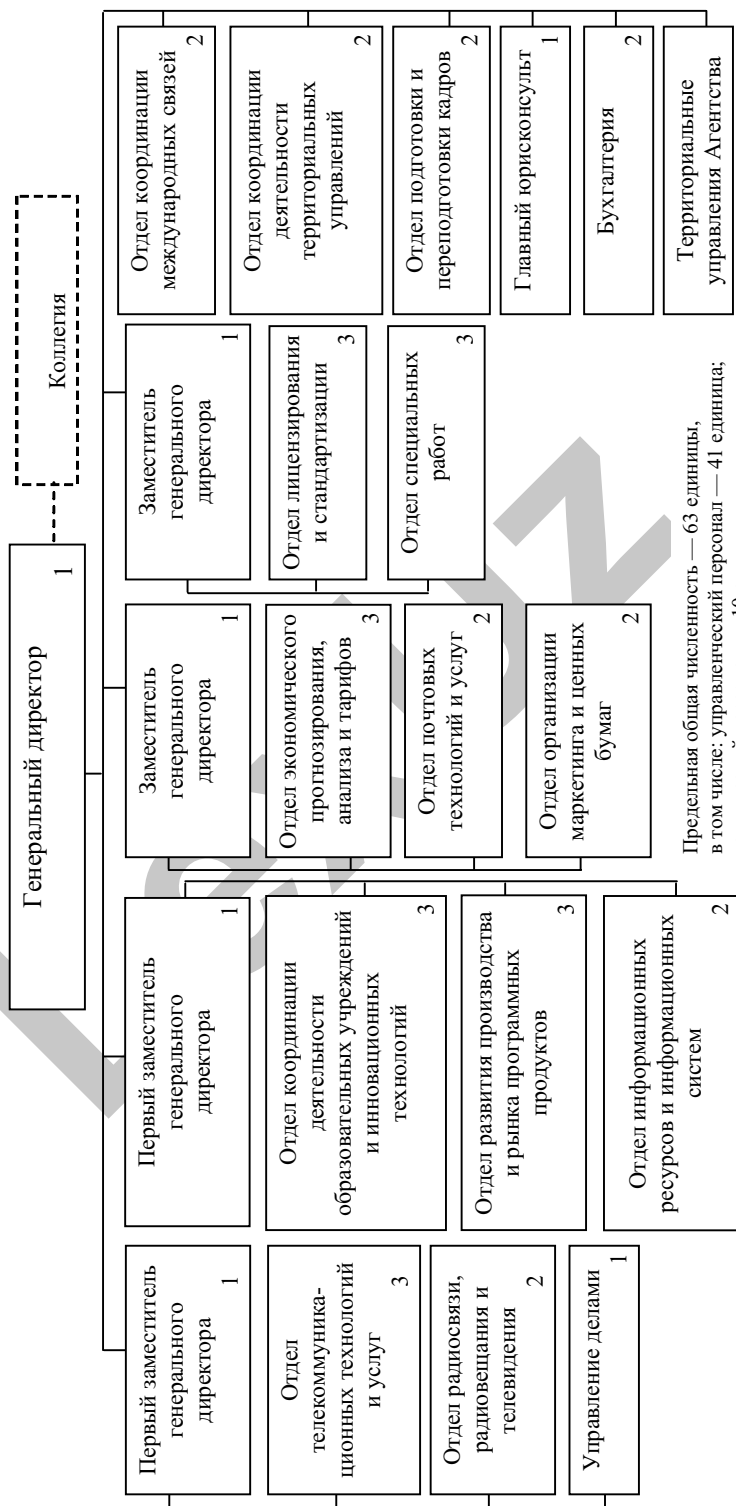 Генеральный директор
1
Коллегия
Первый заместитель
генерального
директора
1
Отдел
телекоммуника-
ционных технологий
и услуг
3
Отдел радиосвязи,
радиовещания и
телевидения
2
Управление делами
1
Первый заместитель
генерального
директора
1
Отдел координации
деятельности
образовательных учреждений
и инновационных
технологий
3
Отдел развития производства
и рынка программных
продуктов
3
Отдел информационных
ресурсов и информационных
систем
2
Заместитель
генерального
директора
1
Отдел экономического
прогнозирования,
анализа и тарифов
3
Отдел почтовых
технологий и услуг
2
Отдел организации
маркетинга и ценных
бумаг
2
Заместитель
генерального
директора
1
Отдел лицензирования
и стандартизации
3
Отдел специальных
работ
3
Отдел координации
международных связей
2
Отдел координации
деятельности
территориальных
управлений
2
Отдел подготовки и
переподготовки кадров
2
Главный юрисконсульт
1
Бухгалтерия
2
Территориальные
управления Агентства
Предельная общая численность — 63 единицы,
в том числе: управленческий персонал — 41 единица;
Lex.uz